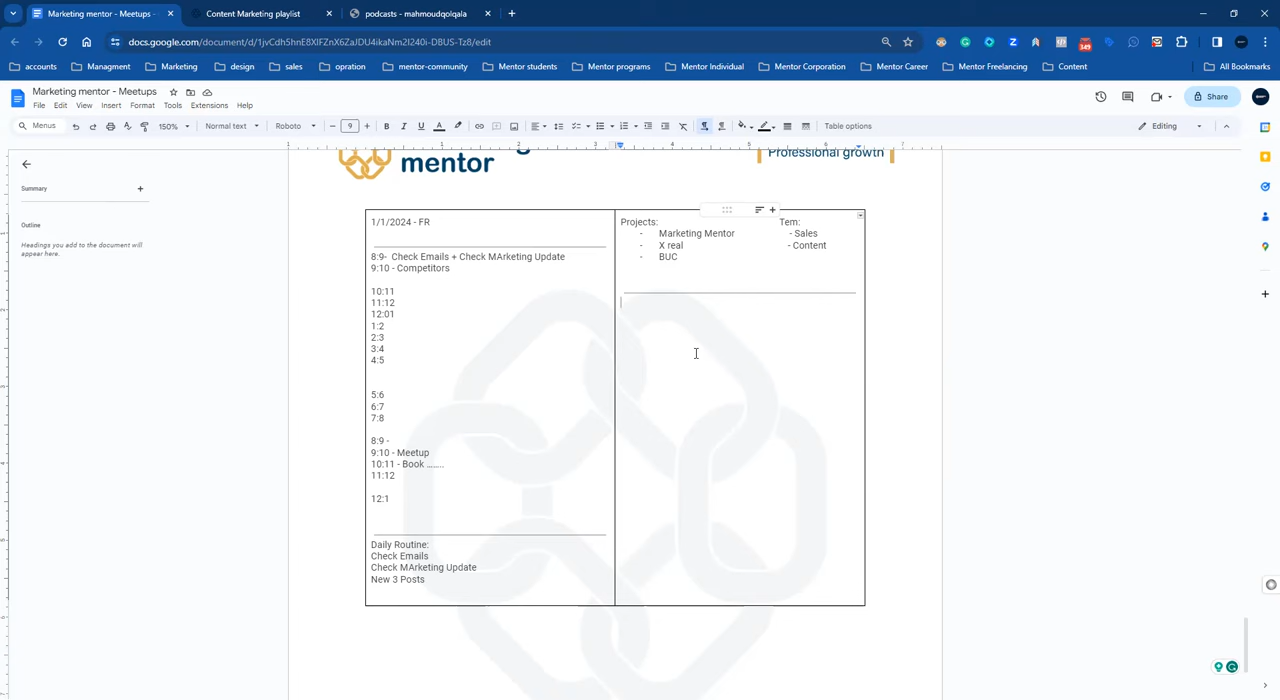 Marketing mentor - Meetups -
Content Marketing playlist
podcasts - mahmoudqolqala
docs.google.com/document/d/1jvCdh5hnE8XlFZnX6ZaJDU4ikaNm2I240i-DBUS-Tz8/edit
349
accounts
Managment
Marketing
design
sales
opration
mentor-community
Mentor students
Mentor programs
Mentor Individual
Mentor Corporation
Mentor Career
Mentor Freelancing
Content
All Bookmarks
Marketing mentor - Meetups
File Edit View Insert Format Tools Extensions Help
Share
Menus
150%
Normal text
Roboto
9
Table options
Editing
Summary
Outline
Headings you add to the document will
appear here.
mentor
Professional growth
1/1/2024 - FR
8:9- Check Emails + Check MArketing Update
9:10 - Competitors
10:11
11:12
12:01
1:2
2:3
3:4
4:5
5:6
6:7
7:8
8:9 -
9:10 - Meetup
10:11 - Book ........
11:12
12:1
Daily Routine:
Check Emails
Check MArketing Update
New 3 Posts
Projects: Tem:
- Marketing Mentor - Sales
- X real - Content
- BUC